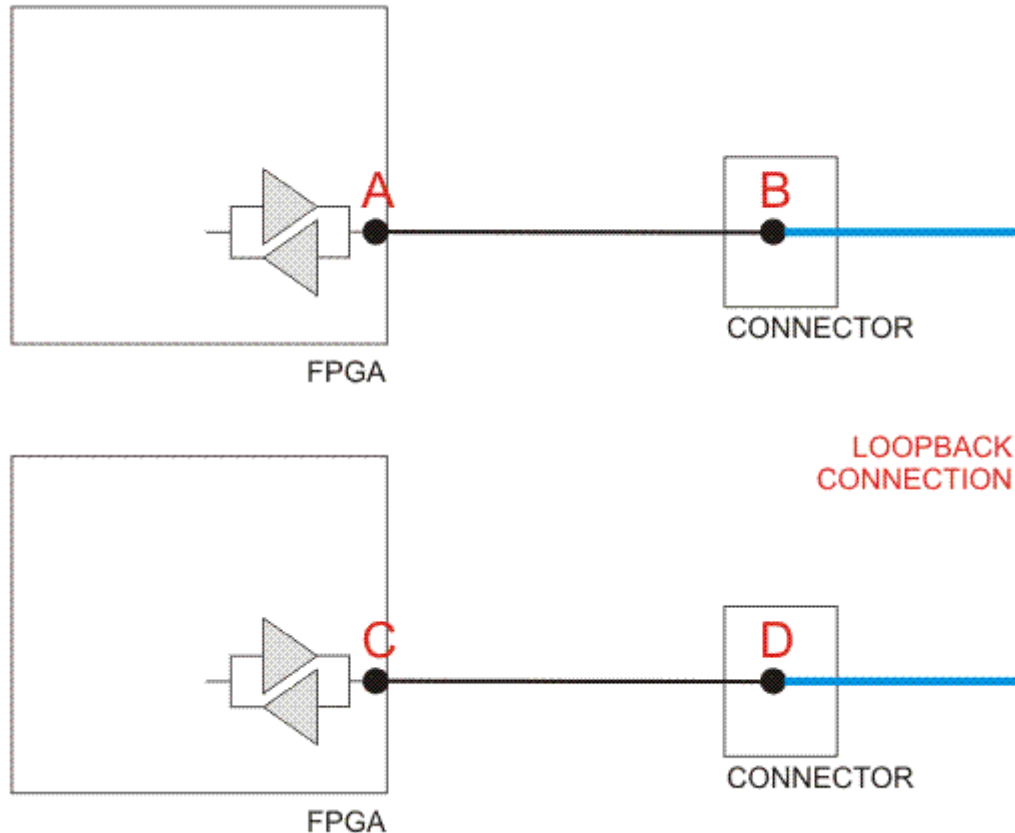 A
B
CONNECTOR
FPGA
LOOPBACK
CONNECTION
C
D
CONNECTOR
FPGA